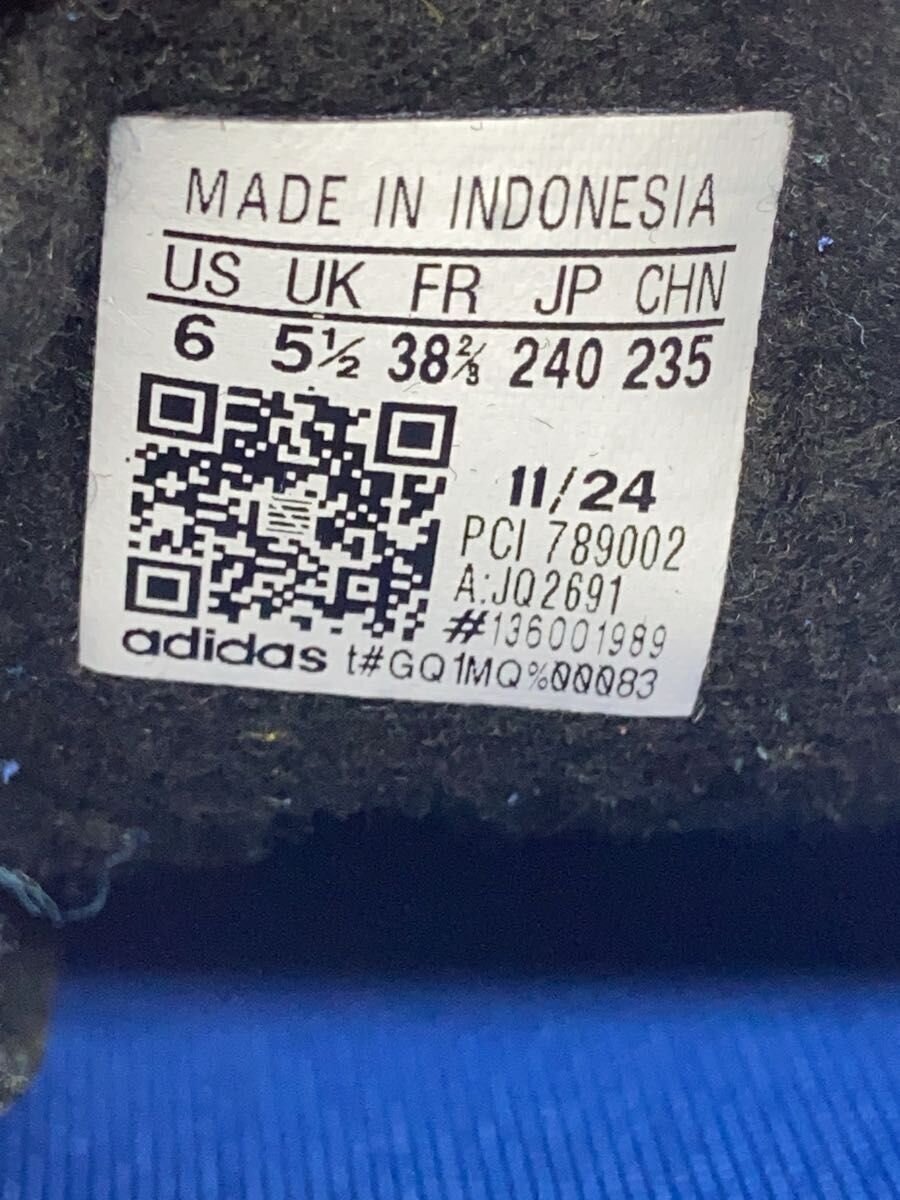 MADE IN INDONESIA
US UK FR JP CHN
6 5½ 38⅔ 240 235
11/24
PCI 789002
A:JQ2691
#136001989
adidas t#GQ1MQ%00083